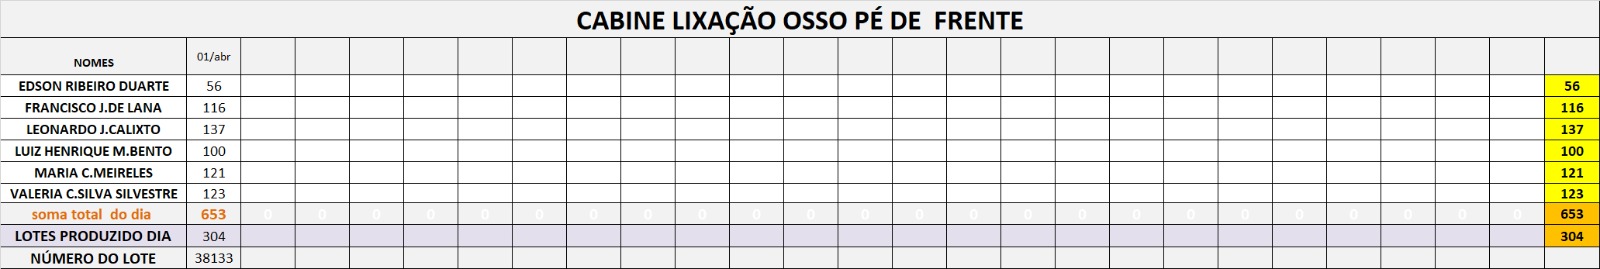 CABINE LIXAÇÃO OSSO PÉ DE  FRENTE
NOMES 01/abr
EDSON RIBEIRO DUARTE 56 56
FRANCISCO J.DE LANA 116 116
LEONARDO J.CALIXTO 137 137
LUIZ HENRIQUE M.BENTO 100 100
MARIA C.MEIRELES 121 121
VALERIA C.SILVA SILVESTRE 123 123
soma total  do dia 653 0 0 0 0 0 0 0 0 0 0 0 0 0 0 0 0 0 0 0 0 0 0 0 0 653
LOTES PRODUZIDO DIA 304 304
NÚMERO DO LOTE 38133